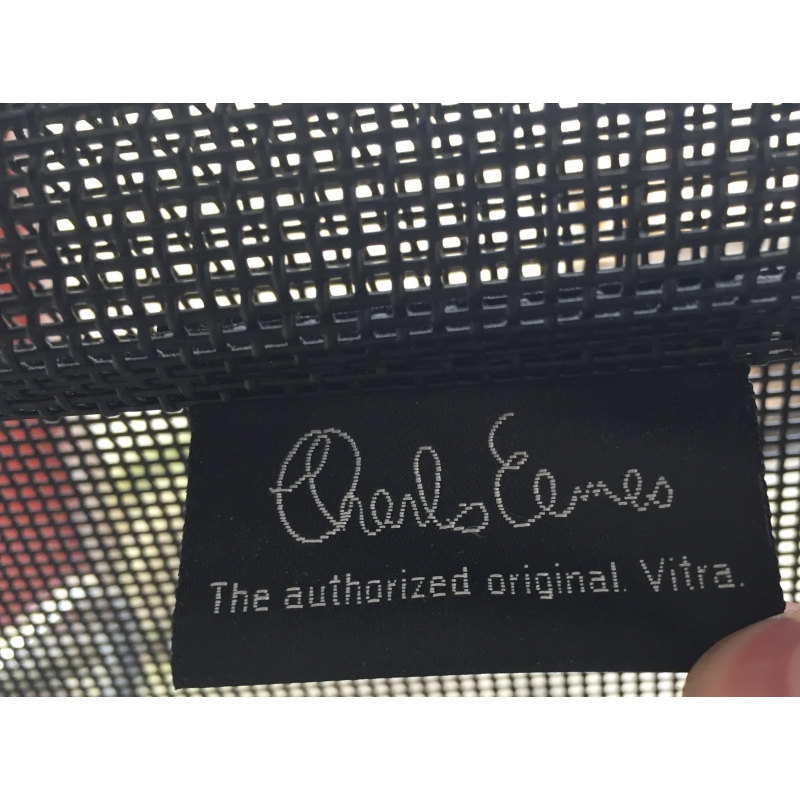 Charles Eames
The authorized original. Vitra.